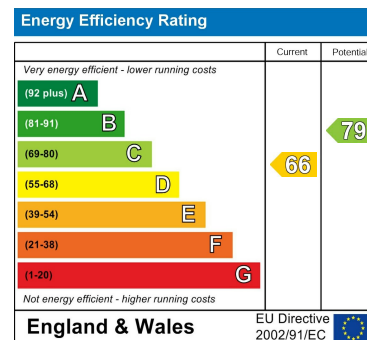 Energy Efficiency Rating
Current Potential
Very energy efficient - lower running costs
(92 plus) A
(81-91) B
(69-80) C
(55-68) D
(39-54) E
(21-38) F
(1-20) G
66
79
Not energy efficient - higher running costs
England & Wales
EU Directive
2002/91/EC